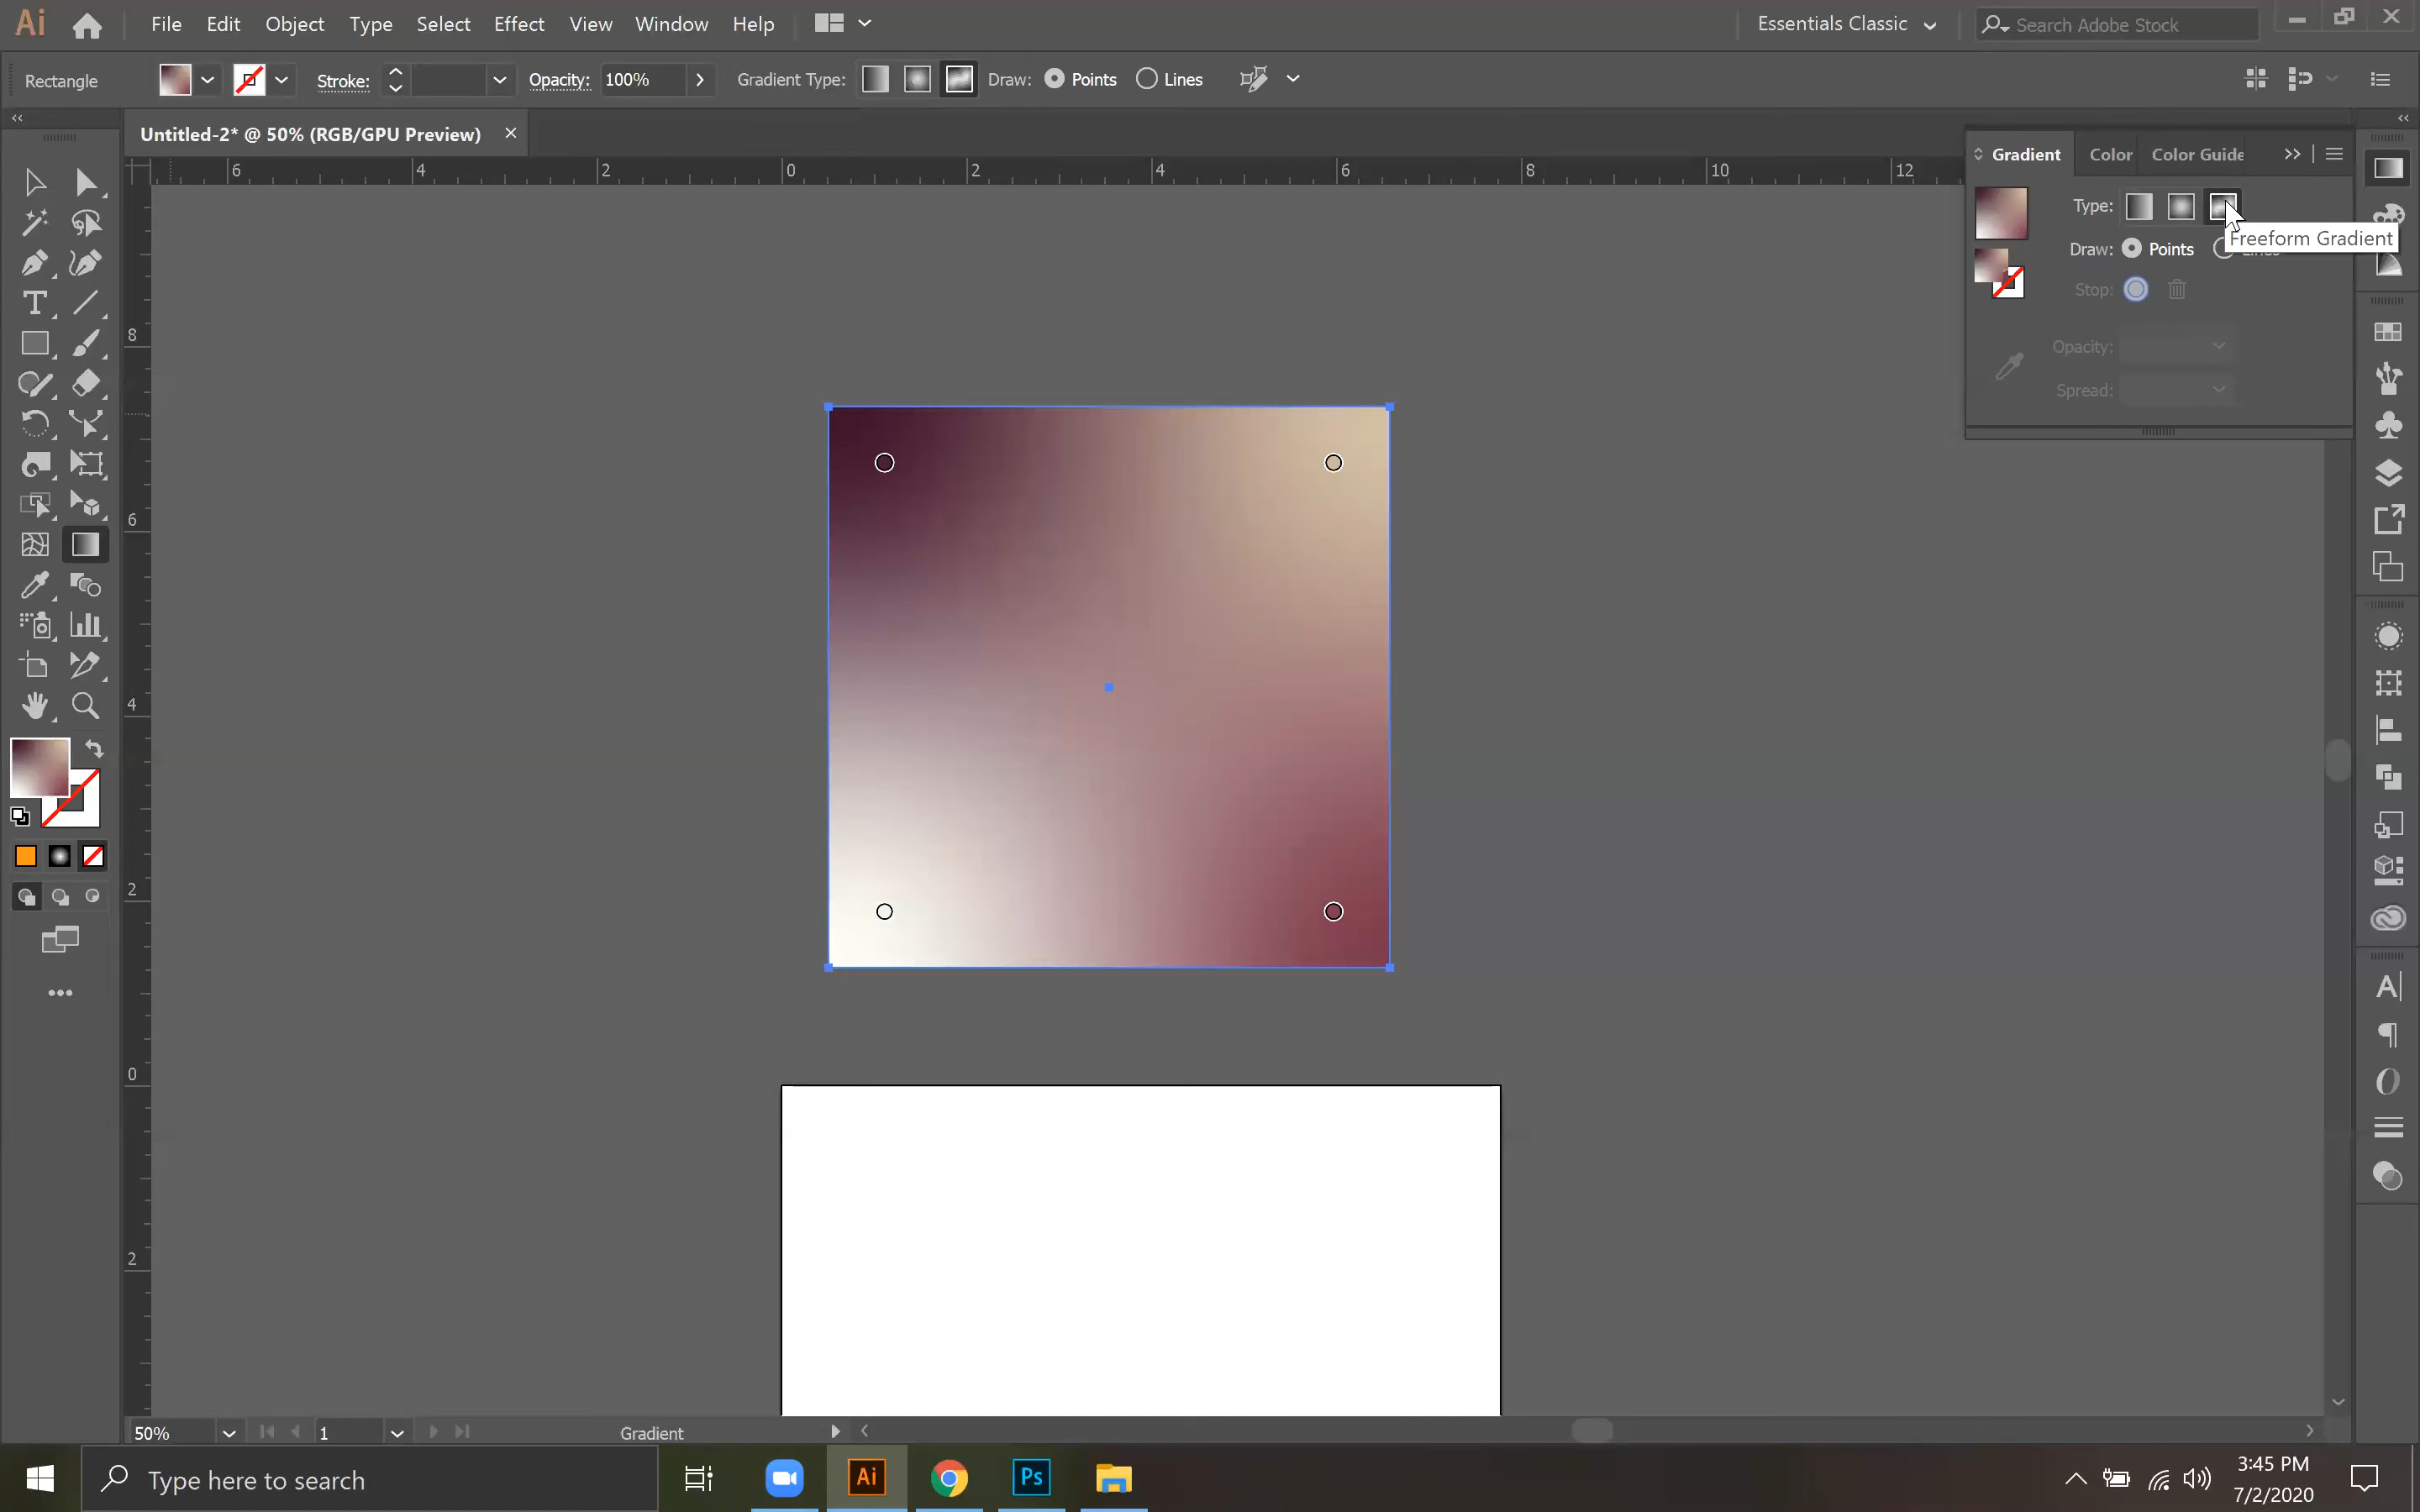 Ai File Edit Object Type Select Effect View Window Help Essentials Classic Search Adobe Stock
Rectangle Stroke: Opacity: 100% Gradient Type: Draw: Points Lines
Untitled-2* @ 50% (RGB/GPU Preview)
6 4 2 0 2 4 6 8 10 12
Gradient Color Color Guide
Type:
Draw: Points
Freeform Gradient
Stop:
Opacity:
Spread:
8
6
4
2
0
2
50% 1 Gradient
Type here to search
Ai
Ps
3:45 PM
7/2/2020